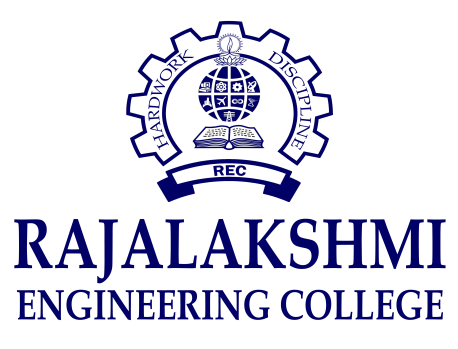 HARDWORK
DISCIPLINE
REC
RAJALAKSHMI
ENGINEERING COLLEGE